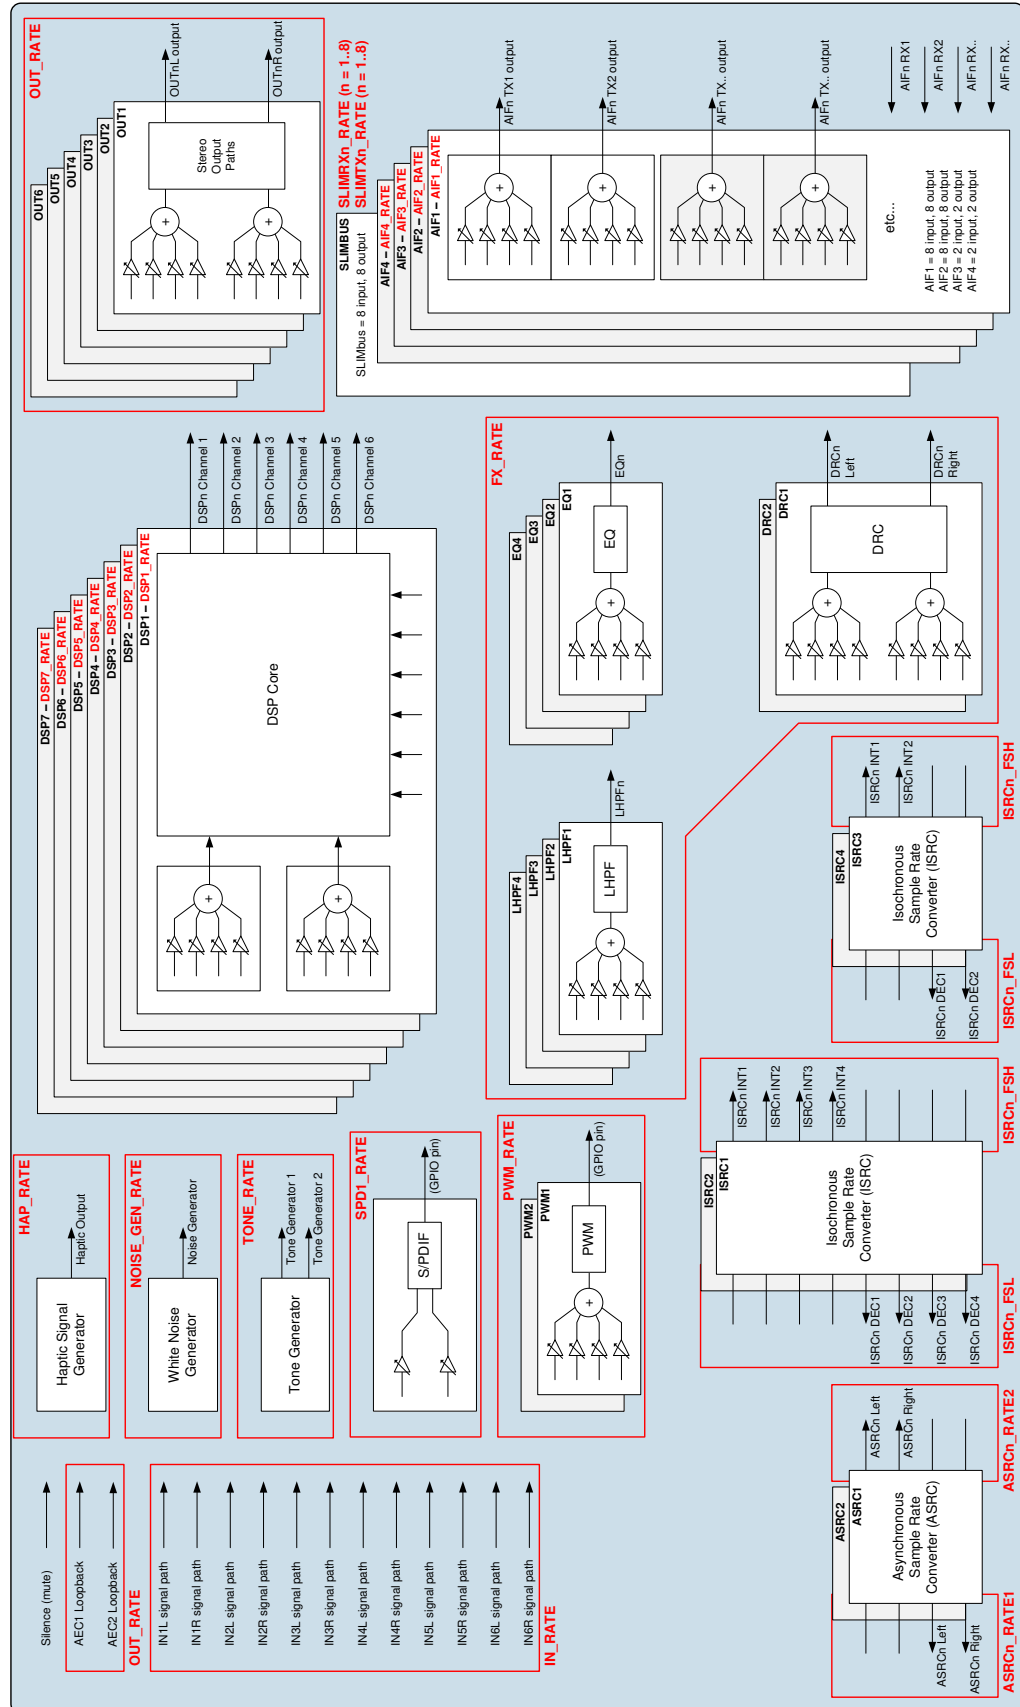 Silence (mute)
AEC1 Loopback
AEC2 Loopback
OUT_RATE
IN1L signal path
IN1R signal path
IN2L signal path
IN2R signal path
IN3L signal path
IN3R signal path
IN4L signal path
IN4R signal path
IN5L signal path
IN5R signal path
IN6L signal path
IN6R signal path
IN_RATE
HAP_RATE
Haptic Signal
Generator
Haptic Output
NOISE_GEN_RATE
White Noise
Generator
Noise Generator
TONE_RATE
Tone Generator
Tone Generator 1
Tone Generator 2
SPD1_RATE
S/PDIF
(GPIO pin)
PWM_RATE
PWM2
PWM1
PWM
+
(GPIO pin)
ASRCn_RATE1
ASRCn Left
ASRCn Right
ASRC2
ASRC1
Asynchronous
Sample Rate
Converter (ASRC)
ASRCn Left
ASRCn Right
ASRCn_RATE2
ISRCn_FSL
ISRCn DEC1
ISRCn DEC2
ISRCn DEC3
ISRCn DEC4
ISRC2
ISRC1
Isochronous
Sample Rate
Converter (ISRC)
ISRCn INT1
ISRCn INT2
ISRCn INT3
ISRCn INT4
ISRCn_FSH
ISRCn_FSL
ISRCn DEC1
ISRCn DEC2
ISRC4
ISRC3
Isochronous
Sample Rate
Converter (ISRC)
ISRCn INT1
ISRCn INT2
ISRCn_FSH
DSP7 – DSP7_RATE
DSP6 – DSP6_RATE
DSP5 – DSP5_RATE
DSP4 – DSP4_RATE
DSP3 – DSP3_RATE
DSP2 – DSP2_RATE
DSP1 – DSP1_RATE
DSP Core
+
+
DSPn Channel 1
DSPn Channel 2
DSPn Channel 3
DSPn Channel 4
DSPn Channel 5
DSPn Channel 6
FX_RATE
LHPF4
LHPF3
LHPF2
LHPF1
LHPF
+
LHPFn
EQ4
EQ3
EQ2
EQ1
EQ
+
EQn
DRC2
DRC1
DRC
+
+
DRCn
Left
DRCn
Right
OUT_RATE
OUT6
OUT5
OUT4
OUT3
OUT2
OUT1
Stereo
Output
Paths
+
+
OUTnL output
OUTnR output
SLIMBUS
SLIMRXn_RATE (n = 1..8)
SLIMTXn_RATE (n = 1..8)
SLIMbus = 8 input, 8 output
AIF4 – AIF4_RATE
AIF3 – AIF3_RATE
AIF2 – AIF2_RATE
AIF1 – AIF1_RATE
+
+
+
+
AIFn TX1 output
AIFn TX2 output
AIFn TX.. output
AIFn TX.. output
etc...
AIFn RX1
AIFn RX2
AIFn RX..
AIFn RX..
AIF1 = 8 input, 8 output
AIF2 = 8 input, 8 output
AIF3 = 2 input, 2 output
AIF4 = 2 input, 2 output